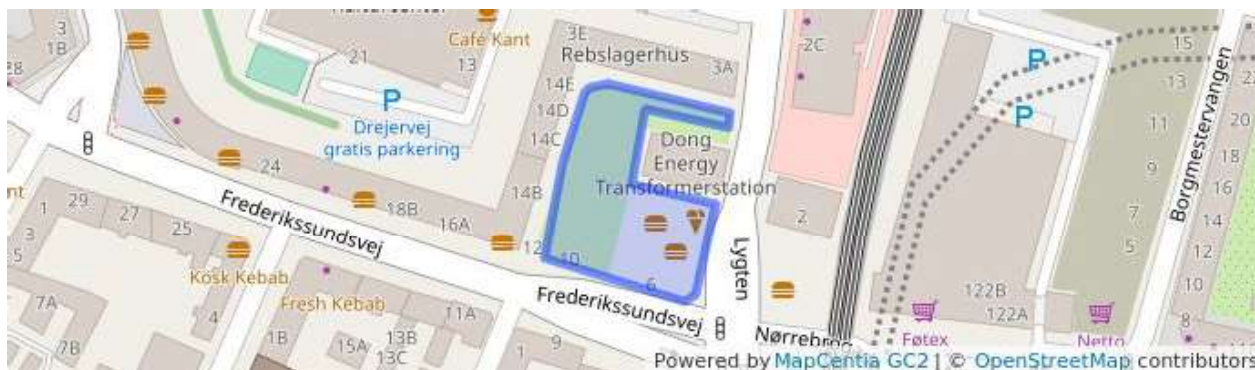 3
1B
28
21
Café Kant
13
3E
Rebslagerhus
3A
2C
P
15
13
Borgmestervangen
14E
14D
14C
P
Drejervej
gratis parkering
Dong
Energy
Transformerstation
P
11
9
20
18
16
14
12
10
8
24
18B
16A
14B
12
1D
6
2
7
5
Frederikssundsvej
Frederikssundsvej
Lygten
1
3
5
29
27
25
Kosk Kebab
Fresh Kebab
7A
7B
4
1B
15A
13B
13C
11A
1
9
122B
122A
Føtex
Netto
Powered by MapCentia GC2 | © OpenStreetMap contributors